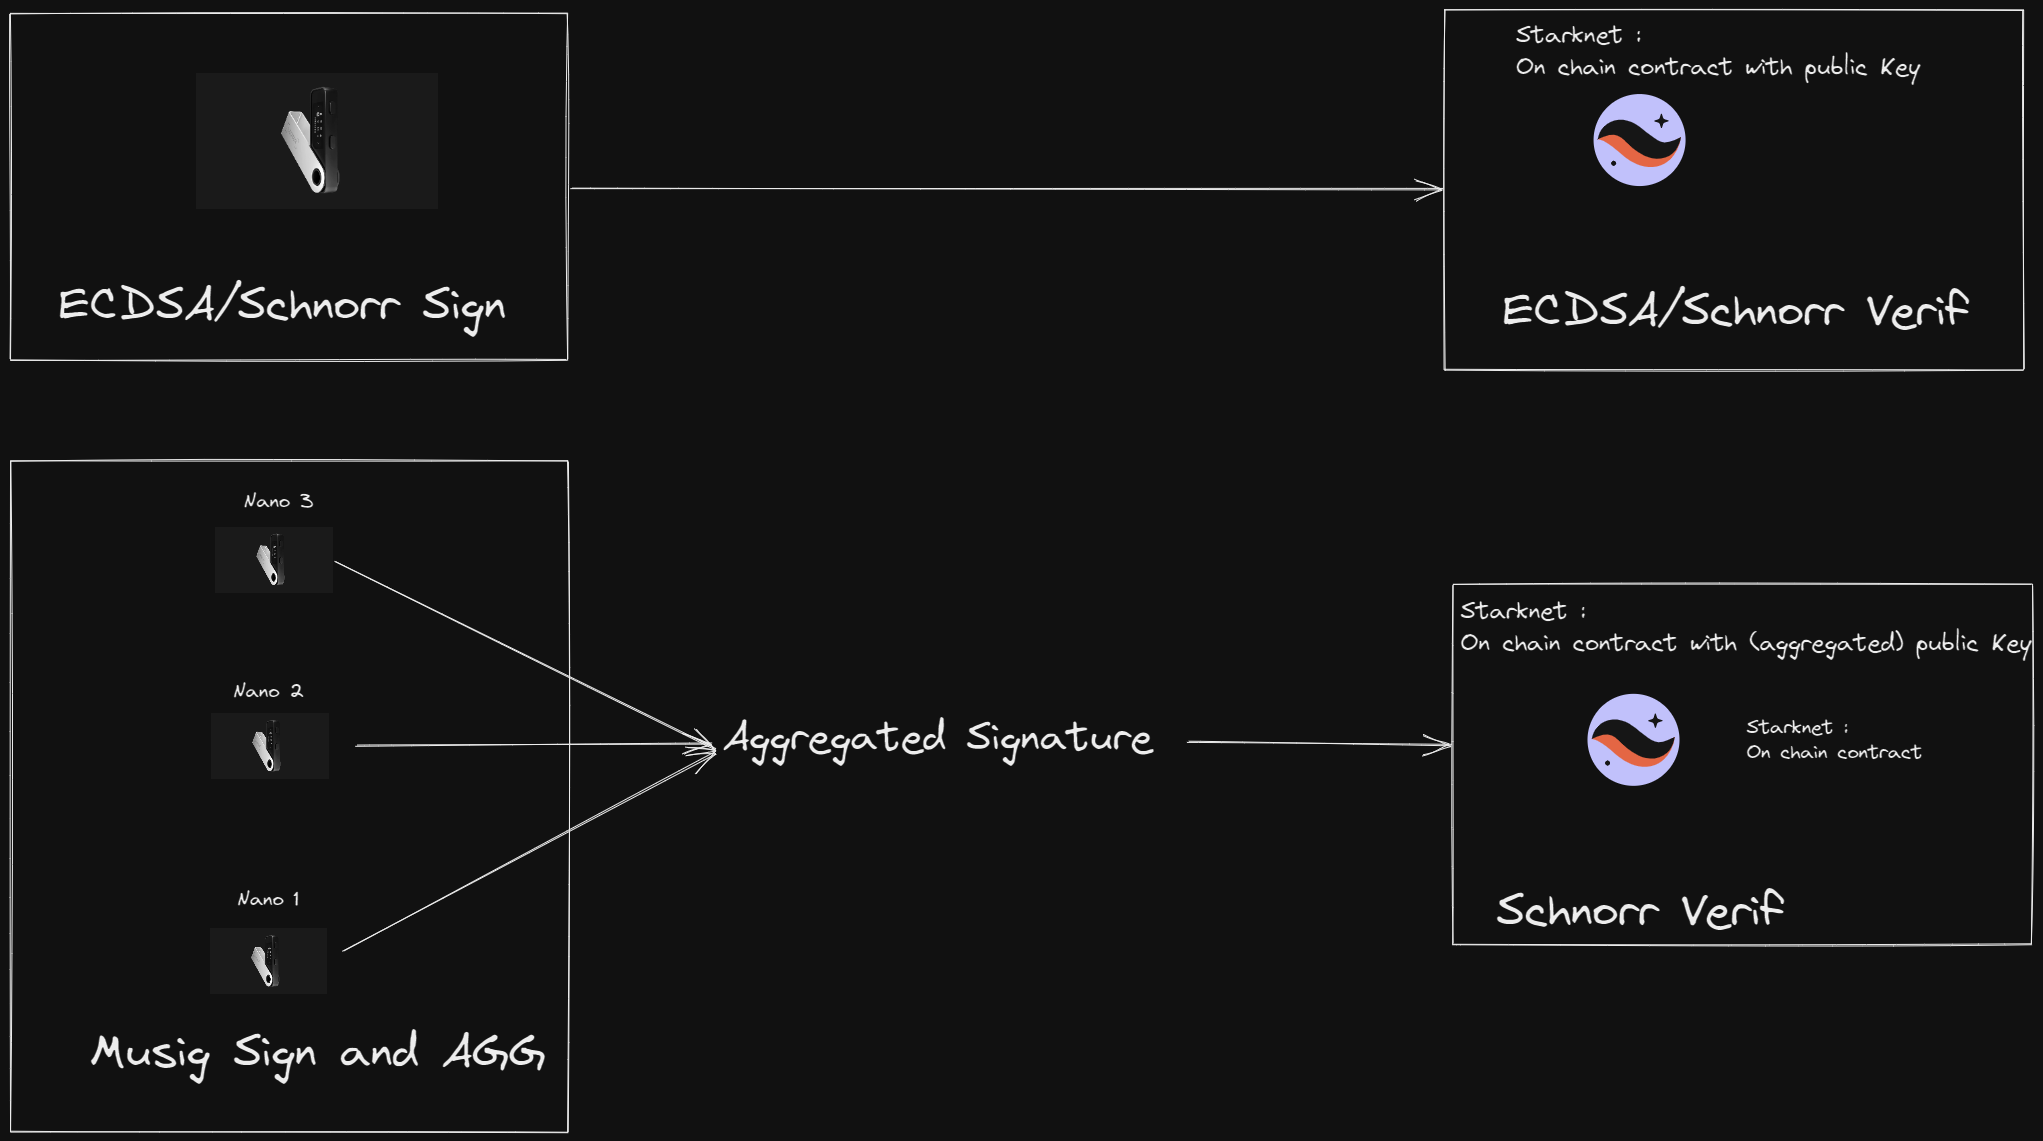 Starknet :
On chain contract with public Key
ECDSA/Schnorr Sign
ECDSA/Schnorr Verif
Nano 3
Nano 2
Nano 1
Musig Sign and AGG
Aggregated Signature
Starknet :
On chain contract with (aggregated) public Key
Starknet :
On chain contract
Schnorr Verif